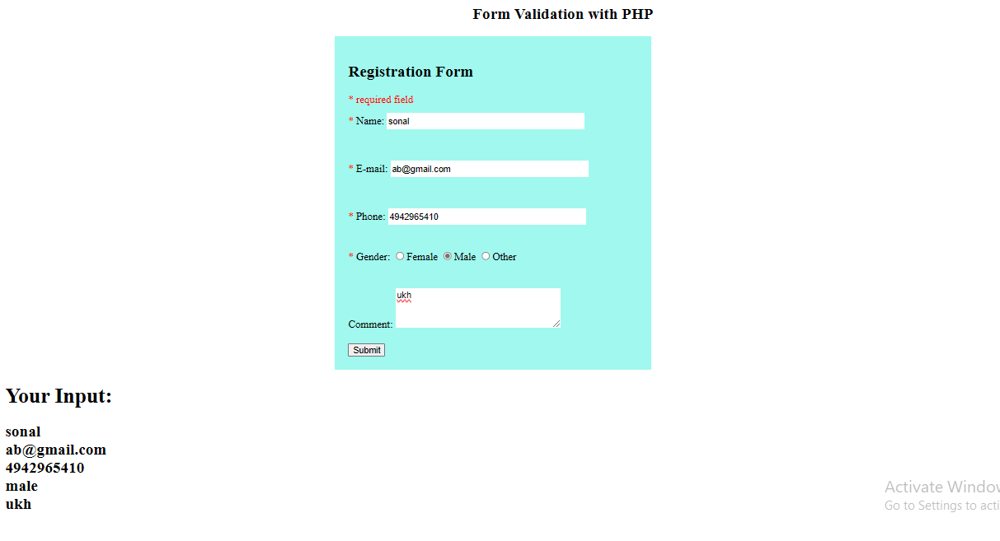 Form Validation with PHP
Registration Form
* required field
* Name: sonal
* E-mail: ab@gmail.com
* Phone: 4942965410
* Gender: Female Male Other
ukh
Comment:
Submit
Your Input:
sonal
ab@gmail.com
4942965410
male
ukh
Activate Window
Go to Settings to acti